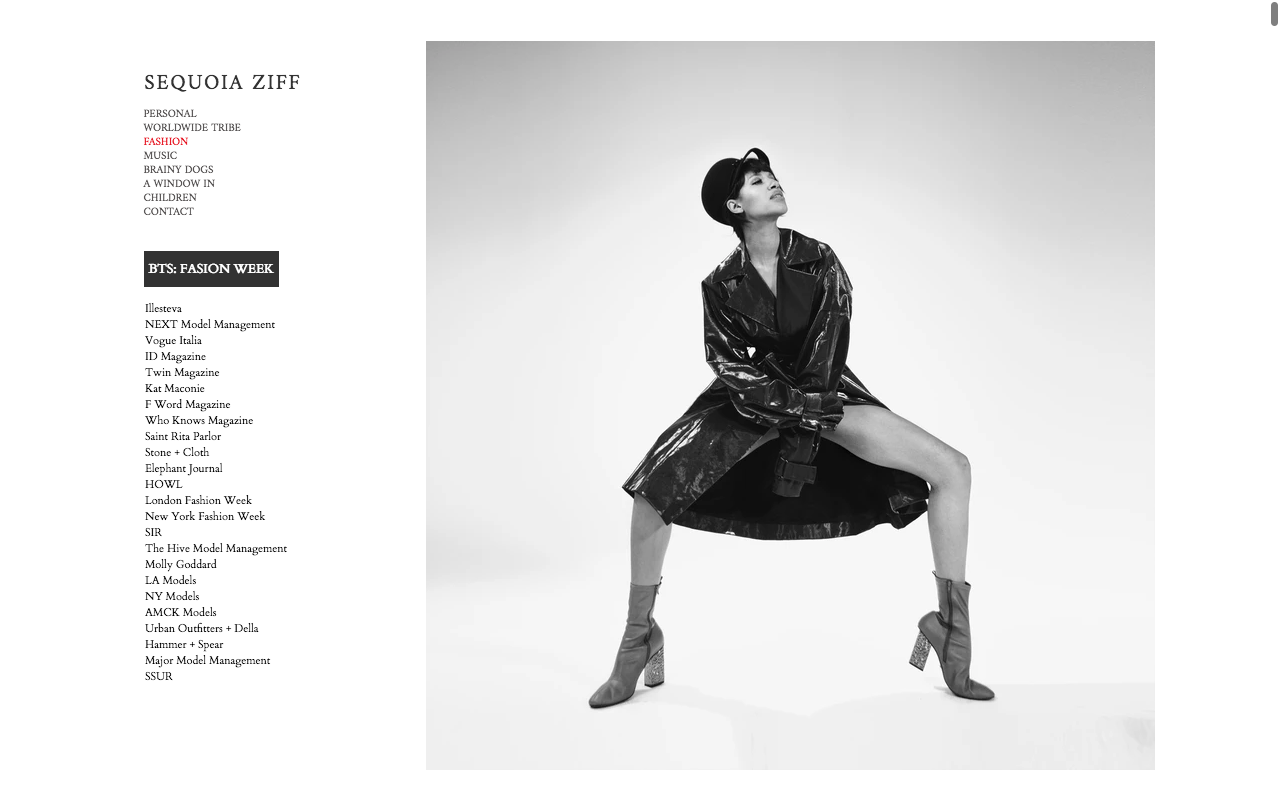 SEQUOIA ZIFF
PERSONAL
WORLDWIDE TRIBE
FASHION
MUSIC
BRAINY DOGS
A WINDOW IN
CHILDREN
CONTACT
BTS: FASION WEEK
Illesteva
NEXT Model Management
Vogue Italia
ID Magazine
Twin Magazine
Kat Maconie
F Word Magazine
Who Knows Magazine
Saint Rita Parlor
Stone + Cloth
Elephant Journal
HOWL
London Fashion Week
New York Fashion Week
SIR
The Hive Model Management
Molly Goddard
LA Models
NY Models
AMCK Models
Urban Outfitters + Della
Hammer + Spear
Major Model Management
SSUR